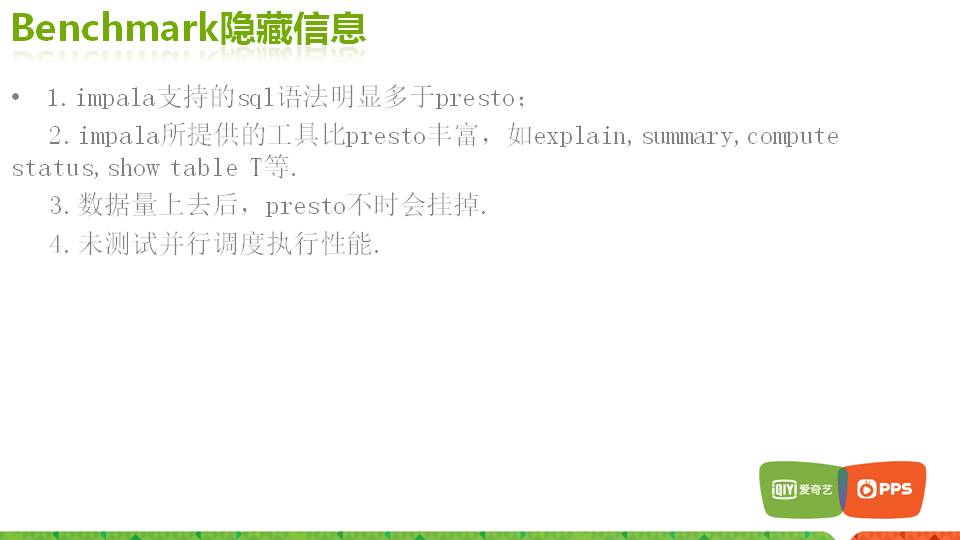 Benchmark隐藏信息
• 1.impala支持的sql语法明显多于presto;
2.impala所提供的工具比presto丰富，如explain,summary,compute
status,show table T等.
3.数据量上去后，presto不时会挂掉.
4.未测试并行调度执行性能.
iQIYI 爱奇艺 PPS